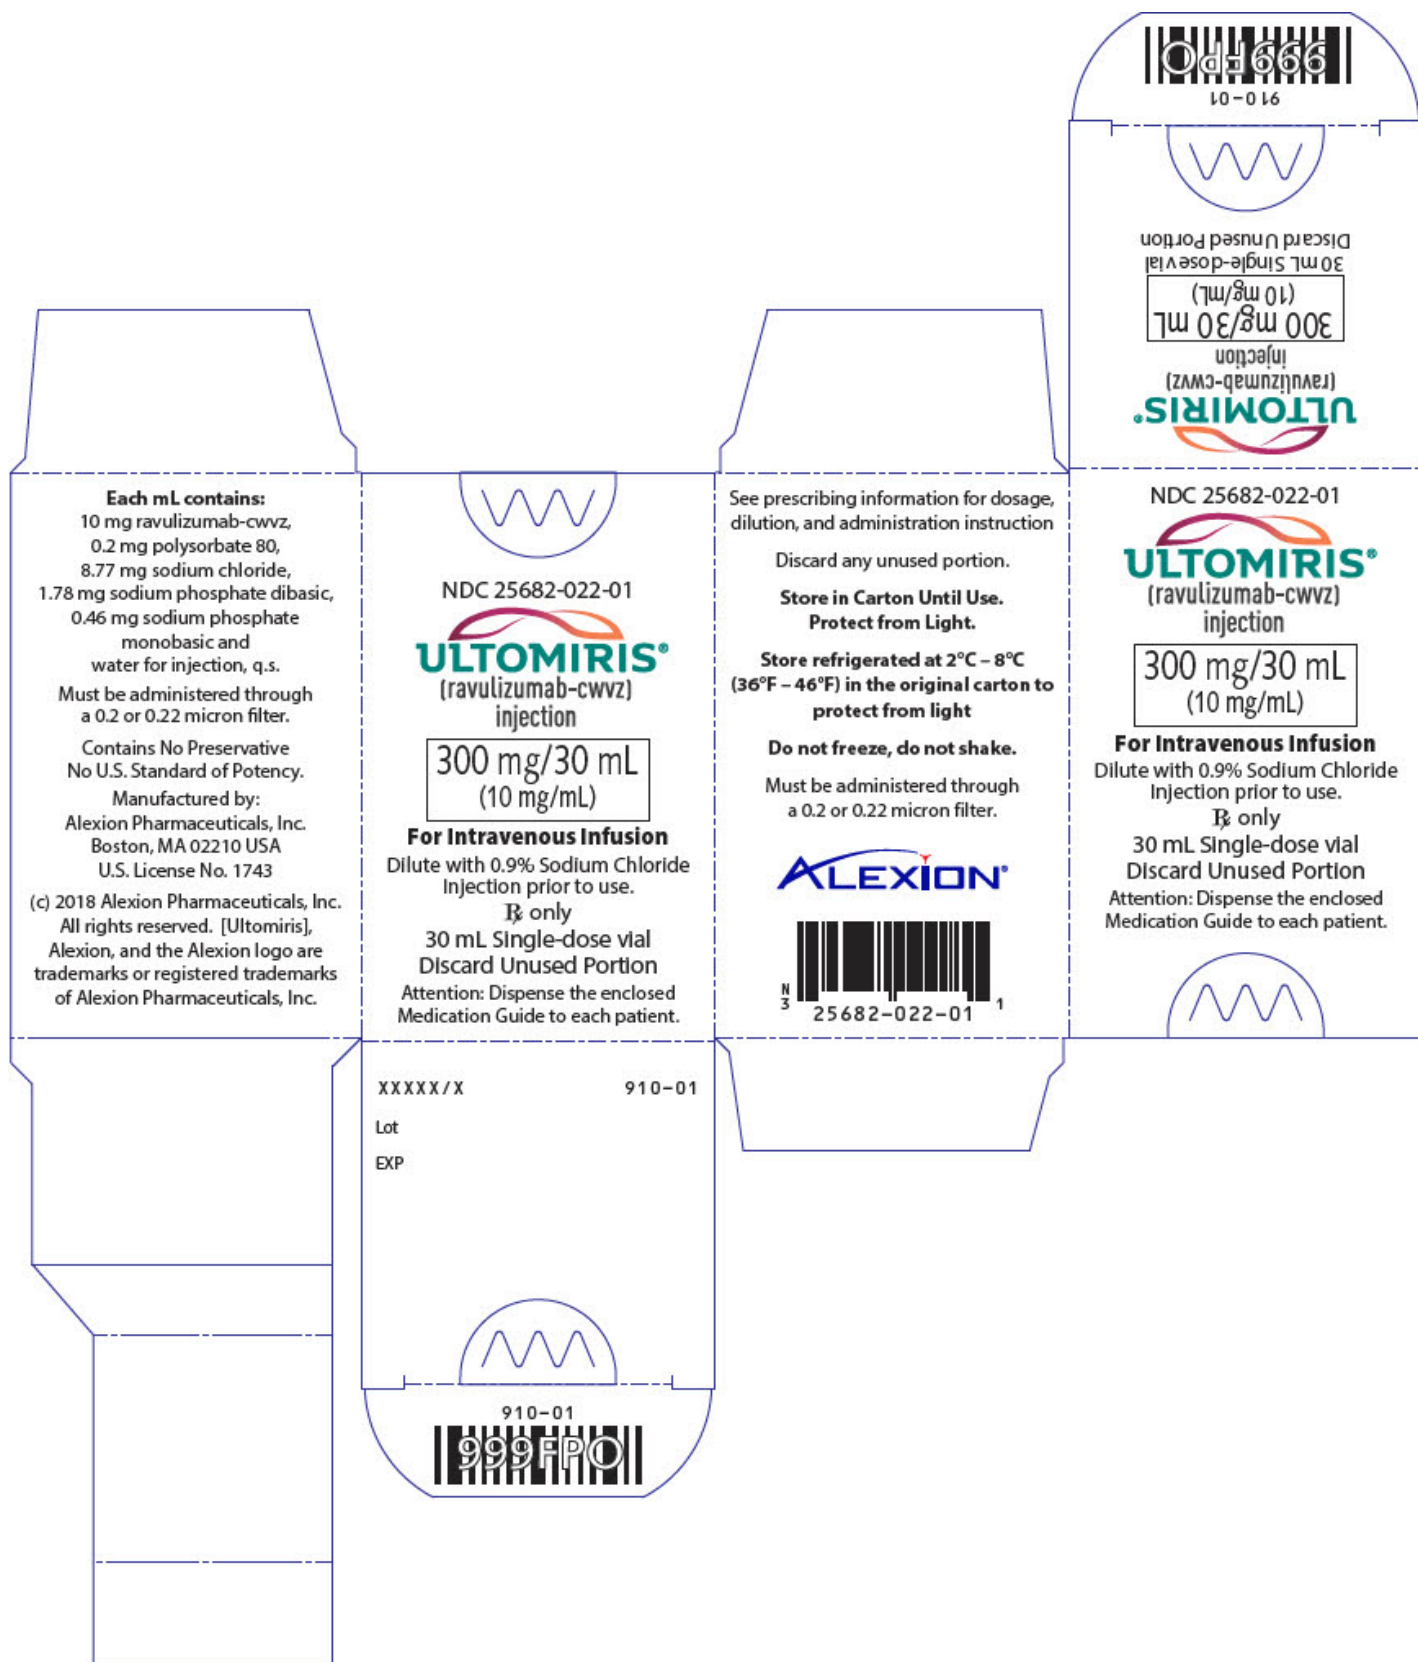 Each mL contains:
10 mg ravulizumab-cwvz,
0.2 mg polysorbate 80,
8.77 mg sodium chloride,
1.78 mg sodium phosphate dibasic,
0.46 mg sodium phosphate
monobasic and
water for injection, q.s.
Must be administered through
a 0.2 or 0.22 micron filter.
Contains No Preservative
No U.S. Standard of Potency.
Manufactured by:
Alexion Pharmaceuticals, Inc.
Boston, MA 02210 USA
U.S. License No. 1743
(c) 2018 Alexion Pharmaceuticals, Inc.
All rights reserved. [Ultomiris],
Alexion, and the Alexion logo are
trademarks or registered trademarks
of Alexion Pharmaceuticals, Inc.
NDC 25682-022-01
ULTOMIRIS®
(ravulizumab-cwvz)
injection
300 mg/30 mL
(10 mg/mL)
For Intravenous Infusion
Dilute with 0.9% Sodium Chloride
Injection prior to use.
℞ only
30 mL Single-dose vial
Discard Unused Portion
Attention: Dispense the enclosed
Medication Guide to each patient.
XXXXX/X 910-01
Lot
EXP
910-01
999FPO
See prescribing information for dosage,
dilution, and administration instruction
Discard any unused portion.
Store in Carton Until Use.
Protect from Light.
Store refrigerated at 2°C – 8°C
(36°F – 46°F) in the original carton to
protect from light
Do not freeze, do not shake.
Must be administered through
a 0.2 or 0.22 micron filter.
ALEXION®
N
3 25682-022-01 1
999FPO
910-01
ULTOMIRIS®
(ravulizumab-cwvz)
injection
300 mg/30 mL
(10 mg/mL)
30 mL Single-dose vial
Discard Unused Portion
NDC 25682-022-01
ULTOMIRIS®
(ravulizumab-cwvz)
injection
300 mg/30 mL
(10 mg/mL)
For Intravenous Infusion
Dilute with 0.9% Sodium Chloride
Injection prior to use.
℞ only
30 mL Single-dose vial
Discard Unused Portion
Attention: Dispense the enclosed
Medication Guide to each patient.